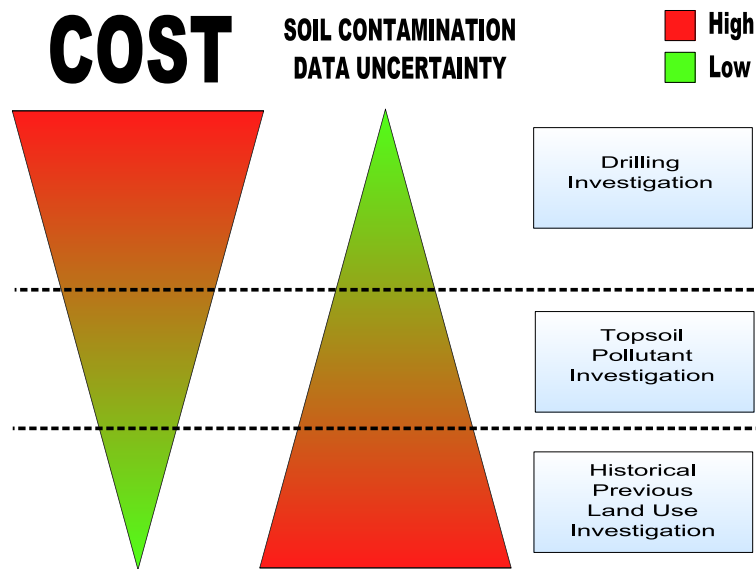 COST
SOIL CONTAMINATION
DATA UNCERTAINTY
High
Low
Drilling
Investigation
Topsoil
Pollutant
Investigation
Historical
Previous
Land Use
Investigation